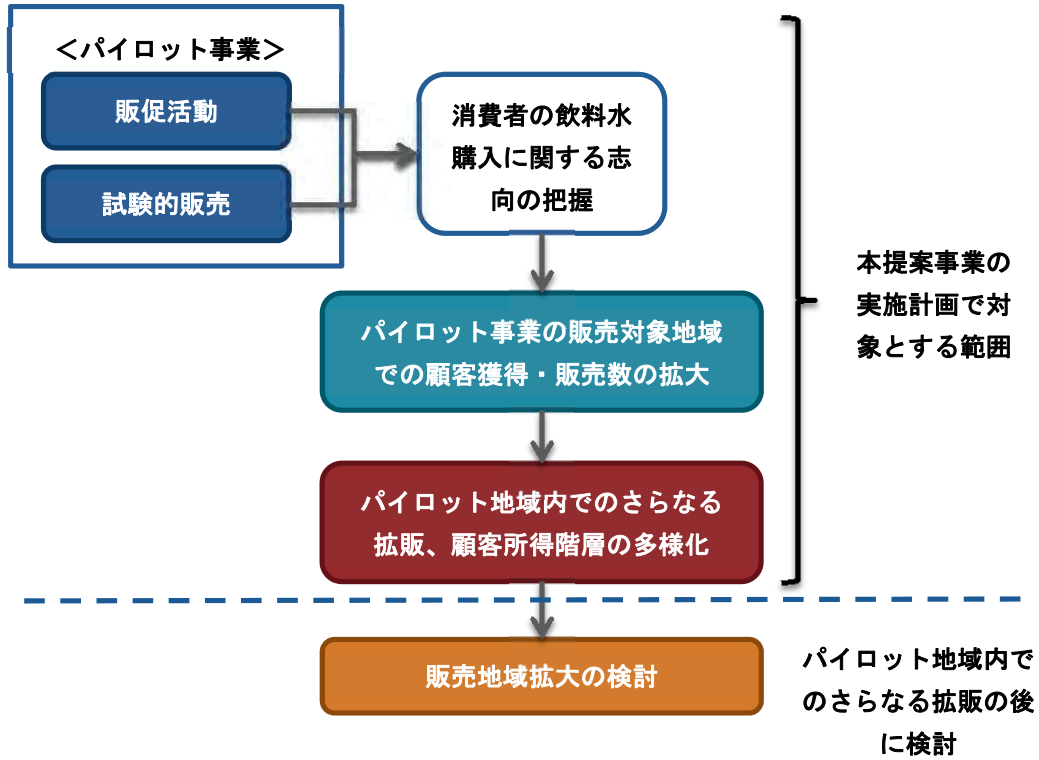 ＜パイロット事業＞
販促活動
試験的販売
消費者の飲料水
購入に関する志
向の把握
パイロット事業の販売対象地域
での顧客獲得・販売数の拡大
パイロット地域内でのさらなる
拡販、顧客所得階層の多様化
本提案事業の
実施計画で対
象とする範囲
販売地域拡大の検討
パイロット地域内で
のさらなる拡販の後
に検討